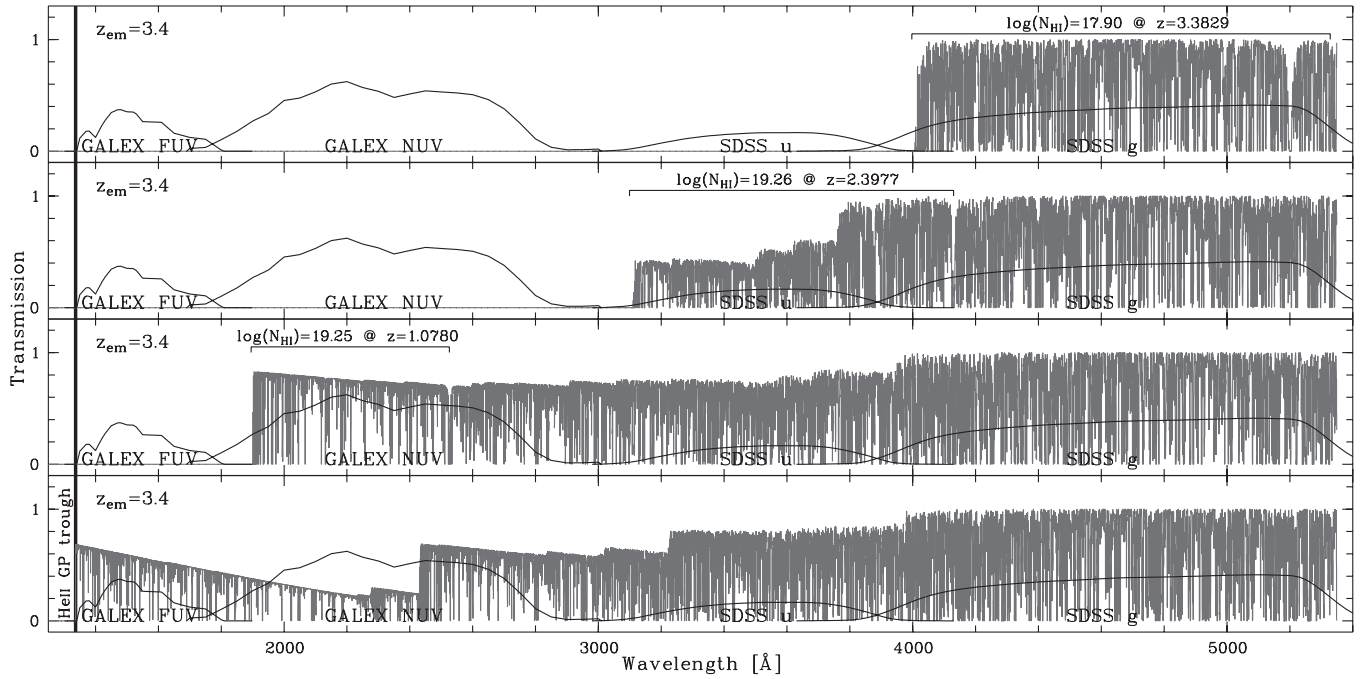 z_em=3.4
log(N_HI)=17.90 @ z=3.3829
1
0
GALEX FUV
GALEX NUV
SDSS u
SDSS g
z_em=3.4
log(N_HI)=19.26 @ z=2.3977
1
0
GALEX FUV
GALEX NUV
SDSS u
SDSS g
Transmission
z_em=3.4
log(N_HI)=19.25 @ z=1.0780
1
0
GALEX FUV
GALEX NUV
SDSS u
SDSS g
z_em=3.4
HeII GP trough
1
0
GALEX FUV
GALEX NUV
SDSS u
SDSS g
2000
3000
4000
5000
Wavelength [Å]